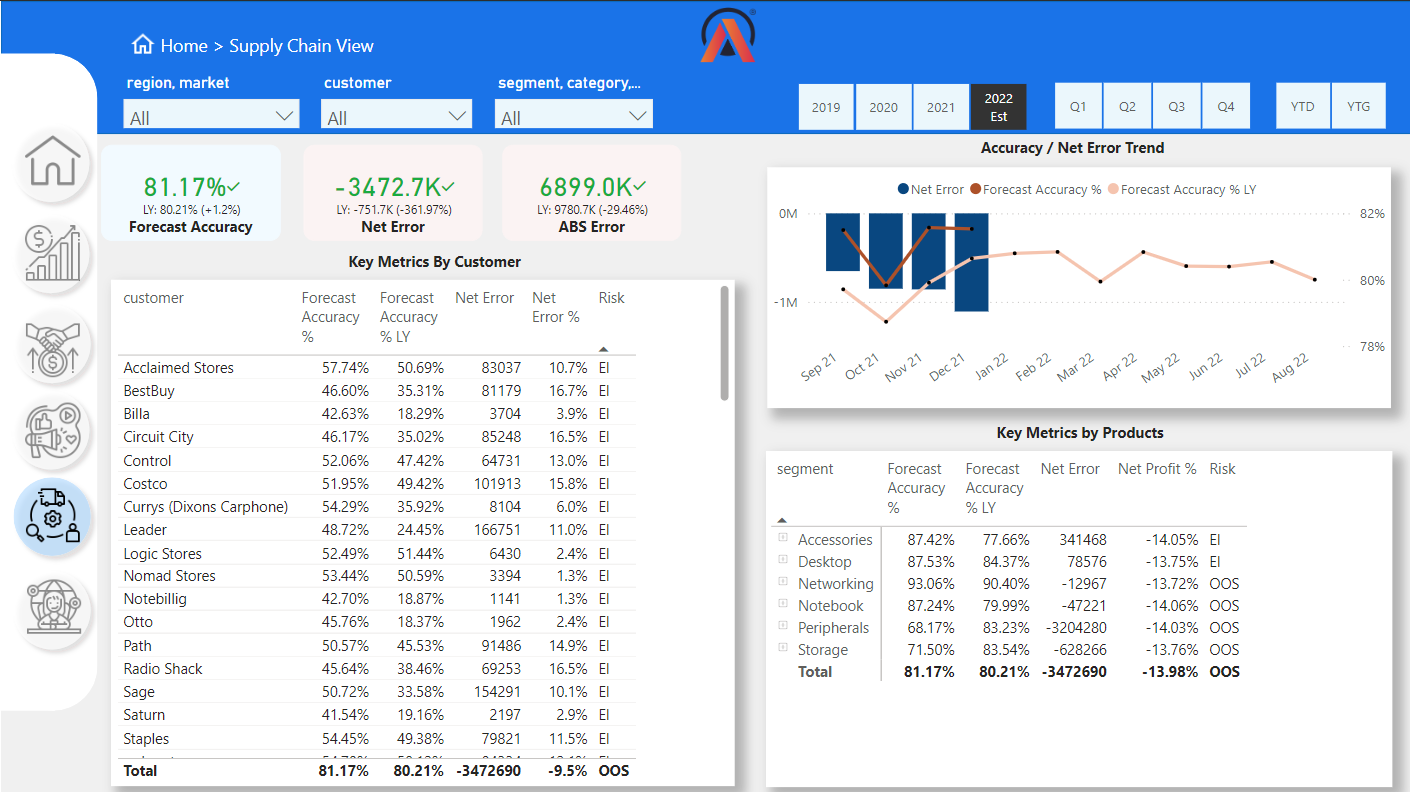 Home > Supply Chain View
region, market
customer
segment, category,...
All
All
All
2019
2020
2021
2022
Est
Q1
Q2
Q3
Q4
YTD
YTG
81.17%✓
LY: 80.21% (+1.2%)
Forecast Accuracy
-3472.7K✓
LY: -751.7K (-361.97%)
Net Error
6899.0K✓
LY: 9780.7K (-29.46%)
ABS Error
Accuracy / Net Error Trend
Net Error Forecast Accuracy % Forecast Accuracy % LY
0M
-1M
82%
80%
78%
Sep 21
Oct 21
Nov 21
Dec 21
Jan 22
Feb 22
Mar 22
Apr 22
May 22
Jun 22
Jul 22
Aug 22
Key Metrics By Customer
customer Forecast Accuracy % Forecast Accuracy % LY Net Error Net Error % Risk
Acclaimed Stores 57.74% 50.69% 83037 10.7% EI
BestBuy 46.60% 35.31% 81179 16.7% EI
Billa 42.63% 18.29% 3704 3.9% EI
Circuit City 46.17% 35.02% 85248 16.5% EI
Control 52.06% 47.42% 64731 13.0% EI
Costco 51.95% 49.42% 101913 15.8% EI
Currys (Dixons Carphone) 54.29% 35.92% 8104 6.0% EI
Leader 48.72% 24.45% 166751 11.0% EI
Logic Stores 52.49% 51.44% 6430 2.4% EI
Nomad Stores 53.44% 50.59% 3394 1.3% EI
Notebillig 42.70% 18.87% 1141 1.3% EI
Otto 45.76% 18.37% 1962 2.4% EI
Path 50.57% 45.53% 91486 14.9% EI
Radio Shack 45.64% 38.46% 69253 16.5% EI
Sage 50.72% 33.58% 154291 10.1% EI
Saturn 41.54% 19.16% 2197 2.9% EI
Staples 54.45% 49.38% 79821 11.5% EI
Total 81.17% 80.21% -3472690 -9.5% OOS
Key Metrics by Products
segment Forecast Accuracy % Forecast Accuracy % LY Net Error Net Profit % Risk
Accessories 87.42% 77.66% 341468 -14.05% EI
Desktop 87.53% 84.37% 78576 -13.75% EI
Networking 93.06% 90.40% -12967 -13.72% OOS
Notebook 87.24% 79.99% -47221 -14.06% OOS
Peripherals 68.17% 83.23% -3204280 -14.03% OOS
Storage 71.50% 83.54% -628266 -13.76% OOS
Total 81.17% 80.21% -3472690 -13.98% OOS